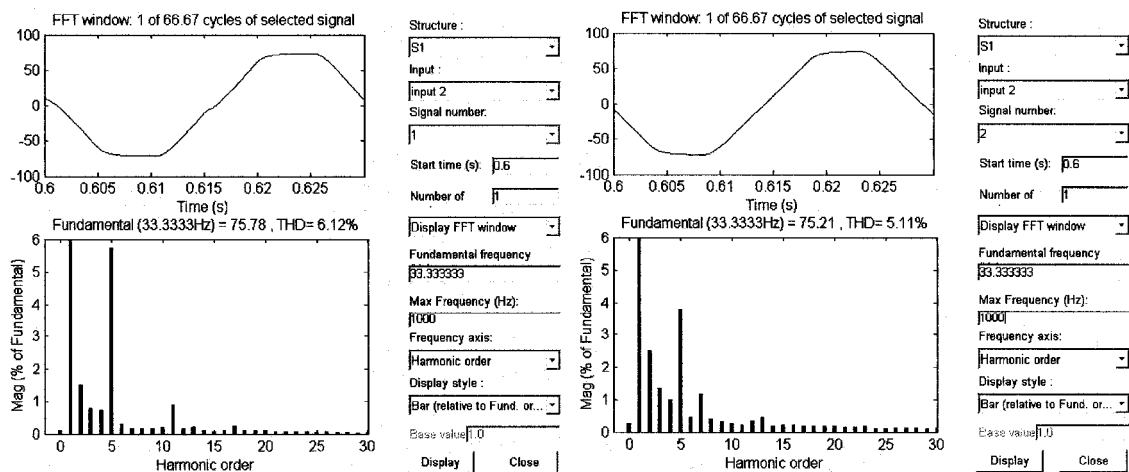 FFT window: 1 of 66.67 cycles of selected signal
100
50
0
-50
-100
0.6 0.605 0.61 0.615 0.62 0.625
Time (s)
Fundamental (33.3333Hz) = 75.78 , THD= 6.12%
Mag (% of Fundamental)
6
5
4
3
2
1
0
0 5 10 15 20 25 30
Harmonic order
Structure :
S1
Input :
input 2
Signal number:
1
Start time (s): 0.6
Number of 1
Display FFT window
Fundamental frequency
33.333333
Max Frequency (Hz):
1000
Frequency axis:
Harmonic order
Display style :
Bar (relative to Fund. or...
Base value 1.0
Display Close
FFT window: 1 of 66.67 cycles of selected signal
100
50
0
-50
-100
0.6 0.605 0.61 0.615 0.62 0.625
Time (s)
Fundamental (33.3333Hz) = 75.21 , THD= 5.11%
Mag (% of Fundamental)
6
5
4
3
2
1
0
0 5 10 15 20 25 30
Harmonic order
Structure :
S1
Input :
input 2
Signal number:
2
Start time (s): 0.6
Number of 1
Display FFT window
Fundamental frequency
33.333333
Max Frequency (Hz):
1000
Frequency axis:
Harmonic order
Display style :
Bar (relative to Fund. or...
Base value 1.0
Display Close